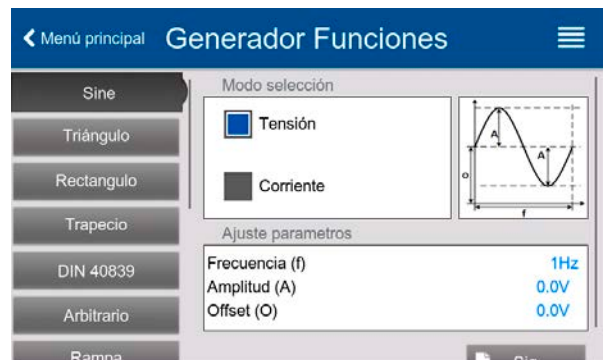 Menú principal Generador Funciones
Sine
Triángulo
Rectangulo
Trapecio
DIN 40839
Arbitrario
Rampa
Modo selección
Tensión
Corriente
A
A
o
f
Ajuste parametros
Frecuencia (f) 1Hz
Amplitud (A) 0.0V
Offset (O) 0.0V